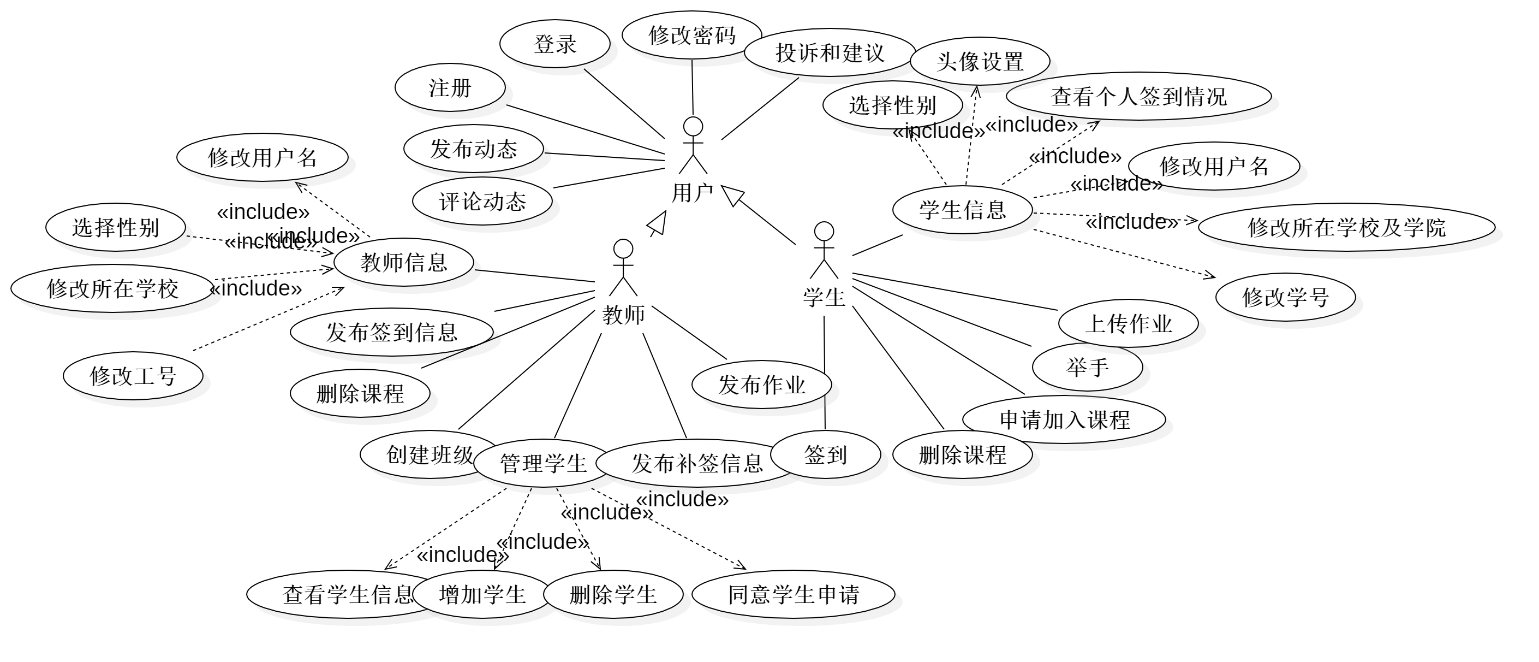 登录
修改密码
投诉和建议
头像设置
注册
选择性别
查看个人签到情况
«include»
«include»
发布动态
修改用户名
«include»
修改用户名
«include»
用户
评论动态
学生信息
«include»
选择性别
«include»
«include»
«include»
修改所在学校及学院
教师信息
修改所在学校
«include»
学生
修改学号
教师
上传作业
发布签到信息
举手
修改工号
删除课程
发布作业
申请加入课程
创建班级
管理学生
发布补签信息
签到
删除课程
«include»
«include»
«include»
«include»
查看学生信息
增加学生
删除学生
同意学生申请